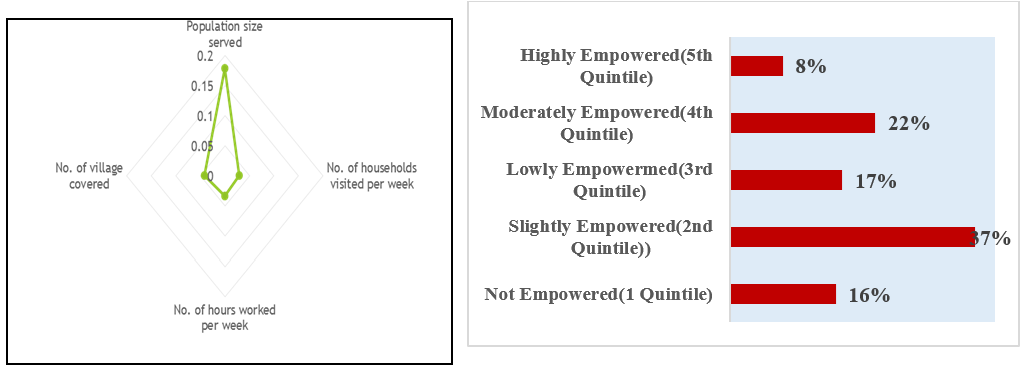 Population size
served
0.2
0.15
0.1
0.05
0
No. of village
covered
No. of households
visited per week
No. of hours worked
per week
Highly Empowered(5th
Quintile)
8%
Moderately Empowered(4th
Quintile)
22%
Lowly Empowermed(3rd
Quintile)
17%
Slightly Empowered(2nd
Quintile))
37%
Not Empowered(1 Quintile)
16%